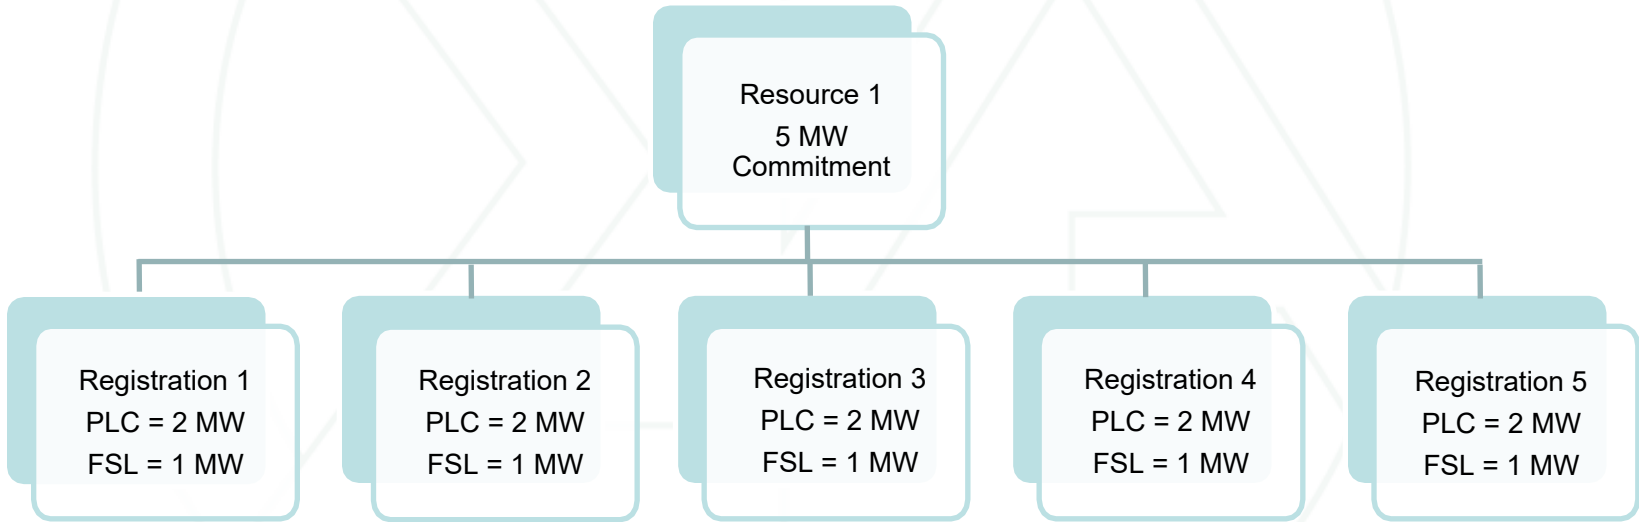 Resource 1
5 MW
Commitment
Registration 1
PLC = 2 MW
FSL = 1 MW
Registration 2
PLC = 2 MW
FSL = 1 MW
Registration 3
PLC = 2 MW
FSL = 1 MW
Registration 4
PLC = 2 MW
FSL = 1 MW
Registration 5
PLC = 2 MW
FSL = 1 MW